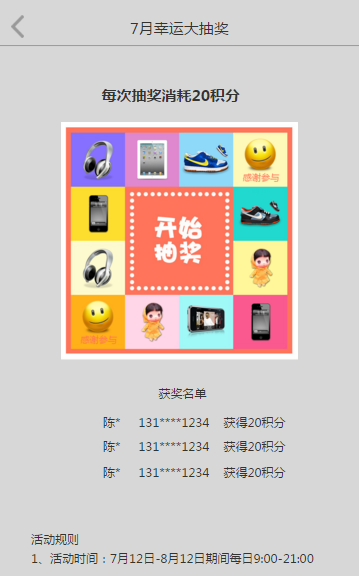 7月幸运大抽奖
每次抽奖消耗20积分
感谢参与
开始
抽奖
感谢参与
获奖名单
陈* 131****1234 获得20积分
陈* 131****1234 获得20积分
陈* 131****1234 获得20积分
活动规则
1、活动时间：7月12日-8月12日期间每日9:00-21:00